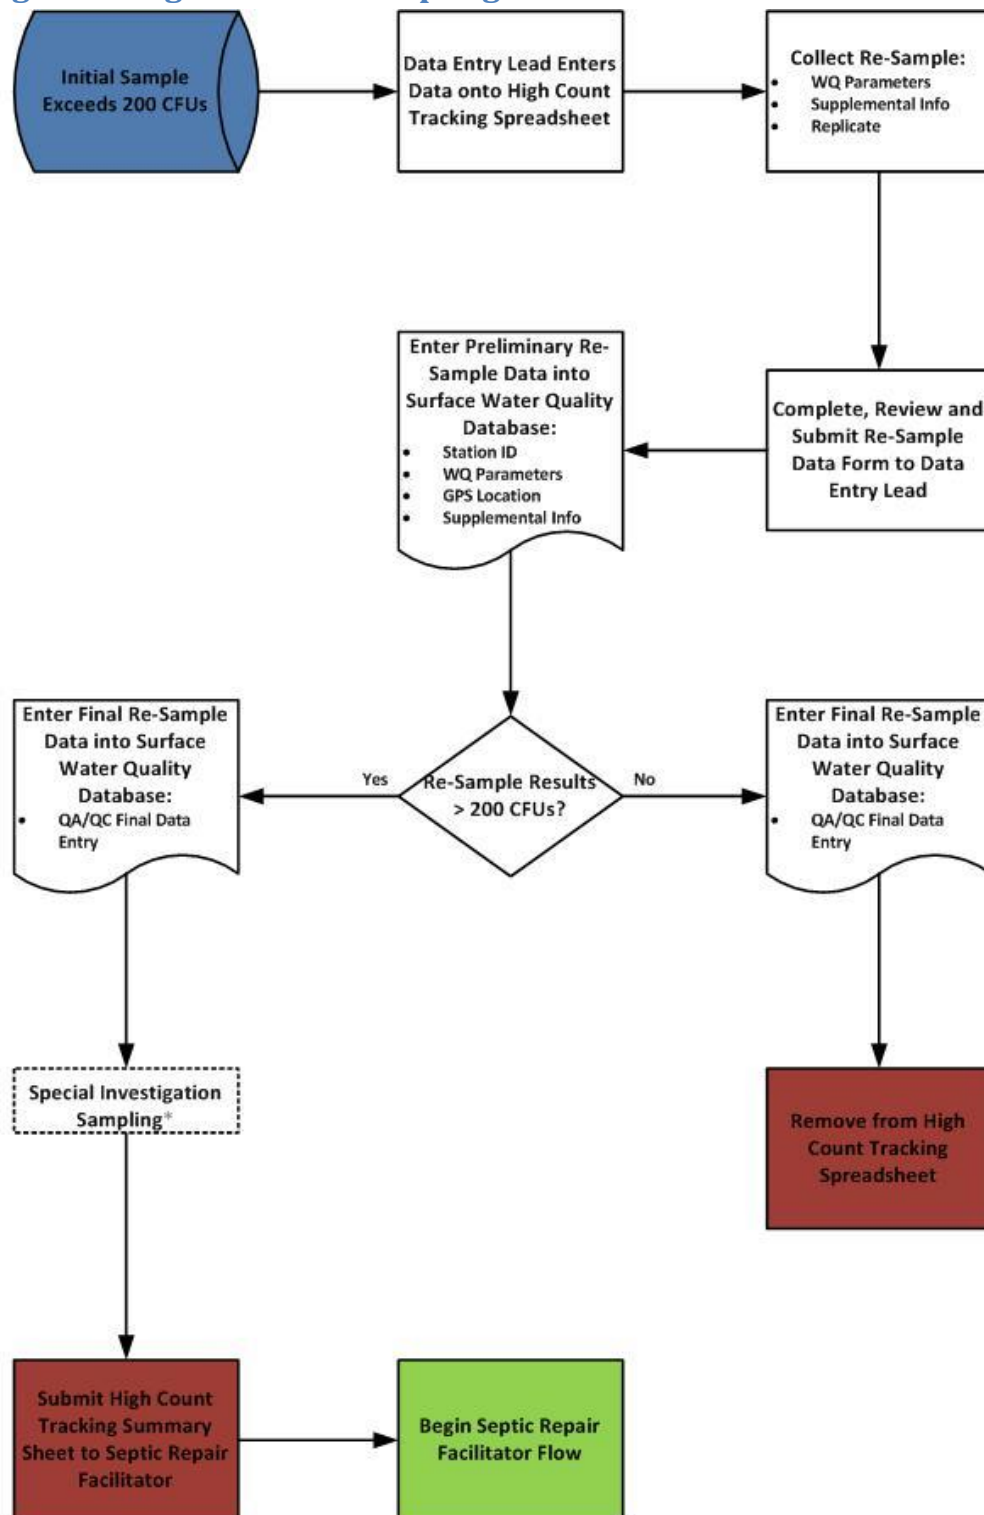 Initial Sample
Exceeds 200 CFUs
Data Entry Lead Enters
Data onto High Count
Tracking Spreadsheet
Collect Re-Sample:
• WQ Parameters
• Supplemental Info
• Replicate
Enter Preliminary Re-
Sample Data into
Surface Water Quality
Database:
• Station ID
• WQ Parameters
• GPS Location
• Supplemental Info
Complete, Review and
Submit Re-Sample
Data Form to Data
Entry Lead
Enter Final Re-Sample
Data into Surface
Water Quality
Database:
• QA/QC Final Data
Entry
Yes
Re-Sample Results
> 200 CFUs?
No
Enter Final Re-Sample
Data into Surface
Water Quality
Database:
• QA/QC Final Data
Entry
Special Investigation
Sampling*
Remove from High
Count Tracking
Spreadsheet
Submit High Count
Tracking Summary
Sheet to Septic Repair
Facilitator
Begin Septic Repair
Facilitator Flow